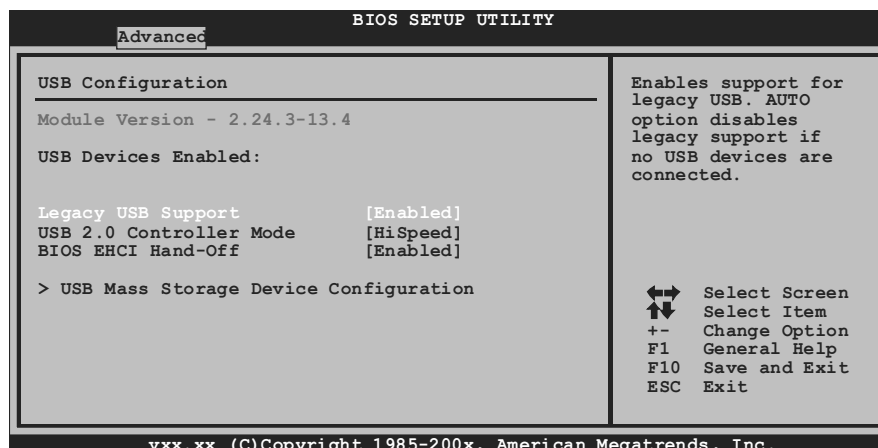 BIOS SETUP UTILITY
Advanced
USB Configuration
Module Version - 2.24.3-13.4
USB Devices Enabled:
Legacy USB Support [Enabled]
USB 2.0 Controller Mode [HiSpeed]
BIOS EHCI Hand-Off [Enabled]
> USB Mass Storage Device Configuration
Enables support for
legacy USB. AUTO
option disables
legacy support if
no USB devices are
connected.
Select Screen
Select Item
+- Change Option
F1 General Help
F10 Save and Exit
ESC Exit
vxx.xx (C)Copyright 1985-200x, American Megatrends, Inc.